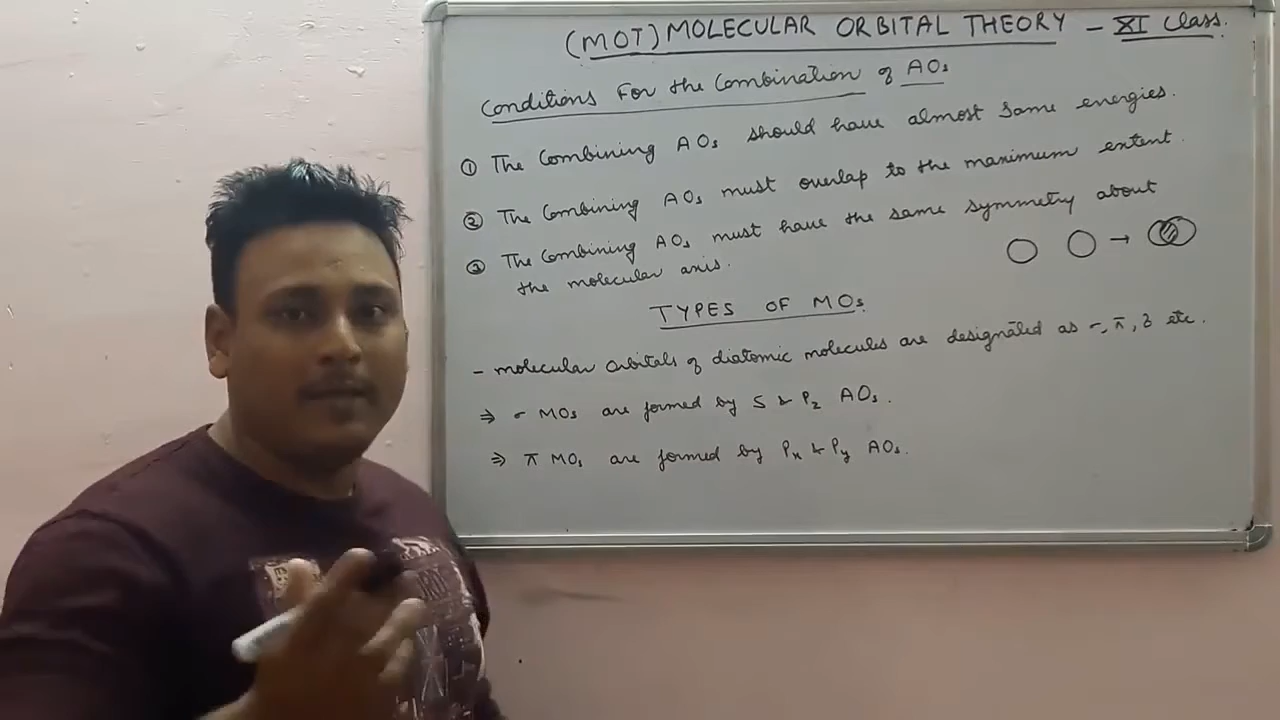 (MOT) MOLECULAR ORBITAL THEORY – XI Class.
Conditions For the Combination of AOs
① The Combining AOs should have almost same energies.
② The Combining AOs must overlap to the maximum extent.
③ The Combining AOs must have the same symmetry about
the molecular axis.
TYPES OF MOs.
- molecular orbitals of diatomic molecules are designated as σ, π, δ etc.
⇒ σ MOs are formed by S & Pz AOs.
⇒ π MOs are formed by Px & Py AOs.